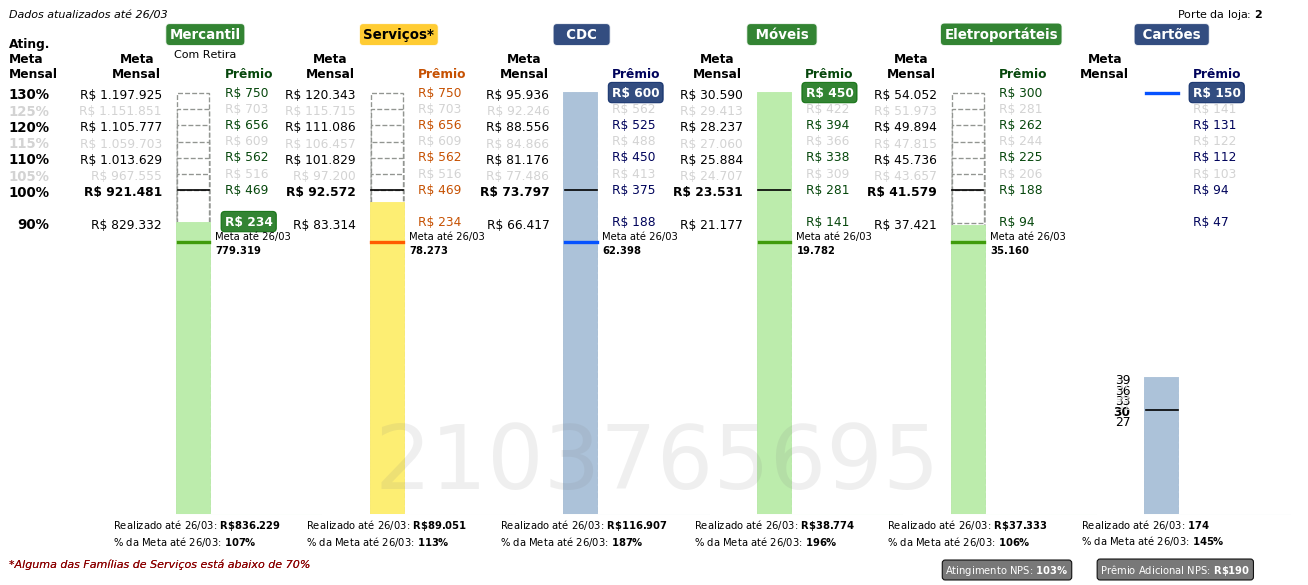 Dados atualizados até 26/03 Porte da loja: 2
Mercantil Serviços* CDC Móveis Eletroportáteis Cartões
Com Retira
Ating. Meta Mensal Meta Mensal Prêmio Meta Mensal Prêmio Meta Mensal Prêmio Meta Mensal Prêmio Meta Mensal Prêmio Meta Mensal Prêmio
130% R$ 1.197.925 R$ 750 R$ 120.343 R$ 750 R$ 95.936 R$ 600 R$ 30.590 R$ 450 R$ 54.052 R$ 300 R$ 150
125% R$ 1.151.851 R$ 703 R$ 115.715 R$ 703 R$ 92.246 R$ 562 R$ 29.413 R$ 422 R$ 51.973 R$ 281 R$ 141
120% R$ 1.105.777 R$ 656 R$ 111.086 R$ 656 R$ 88.556 R$ 525 R$ 28.237 R$ 394 R$ 49.894 R$ 262 R$ 131
115% R$ 1.059.703 R$ 609 R$ 106.457 R$ 609 R$ 84.866 R$ 488 R$ 27.060 R$ 366 R$ 47.815 R$ 244 R$ 122
110% R$ 1.013.629 R$ 562 R$ 101.829 R$ 562 R$ 81.176 R$ 450 R$ 25.884 R$ 338 R$ 45.736 R$ 225 R$ 112
105% R$ 967.555 R$ 516 R$ 97.200 R$ 516 R$ 77.486 R$ 413 R$ 24.707 R$ 309 R$ 43.657 R$ 206 R$ 103
100% R$ 921.481 R$ 469 R$ 92.572 R$ 469 R$ 73.797 R$ 375 R$ 23.531 R$ 281 R$ 41.579 R$ 188 R$ 94
90% R$ 829.332 R$ 234 R$ 83.314 R$ 234 R$ 66.417 R$ 188 R$ 21.177 R$ 141 R$ 37.421 R$ 94 R$ 47
Meta até 26/03 Meta até 26/03 Meta até 26/03 Meta até 26/03 Meta até 26/03
779.319 78.273 62.398 19.782 35.160
39
36
33
30
27
2103765695
Realizado até 26/03: R$836.229 Realizado até 26/03: R$89.051 Realizado até 26/03: R$116.907 Realizado até 26/03: R$38.774 Realizado até 26/03: R$37.333 Realizado até 26/03: 174
% da Meta até 26/03: 107% % da Meta até 26/03: 113% % da Meta até 26/03: 187% % da Meta até 26/03: 196% % da Meta até 26/03: 106% % da Meta até 26/03: 145%
*Alguma das Famílias de Serviços está abaixo de 70% Atingimento NPS: 103% Prêmio Adicional NPS: R$190